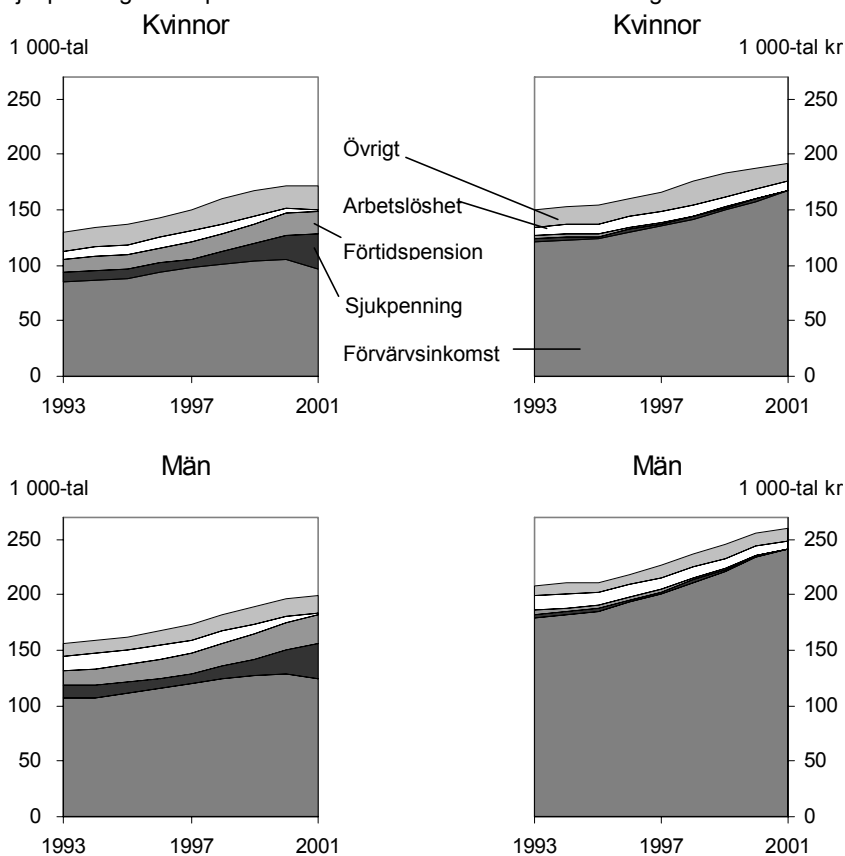 Kvinnor
1 000-tal
250
200
150
100
50
0
1993 1997 2001
Övrigt
Arbetslöshet
Förtidspension
Sjukpenning
Förvärvsinkomst
Kvinnor
1 000-tal kr
250
200
150
100
50
0
1993 1997 2001
Män
1 000-tal
250
200
150
100
50
0
1993 1997 2001
Män
1 000-tal kr
250
200
150
100
50
0
1993 1997 2001